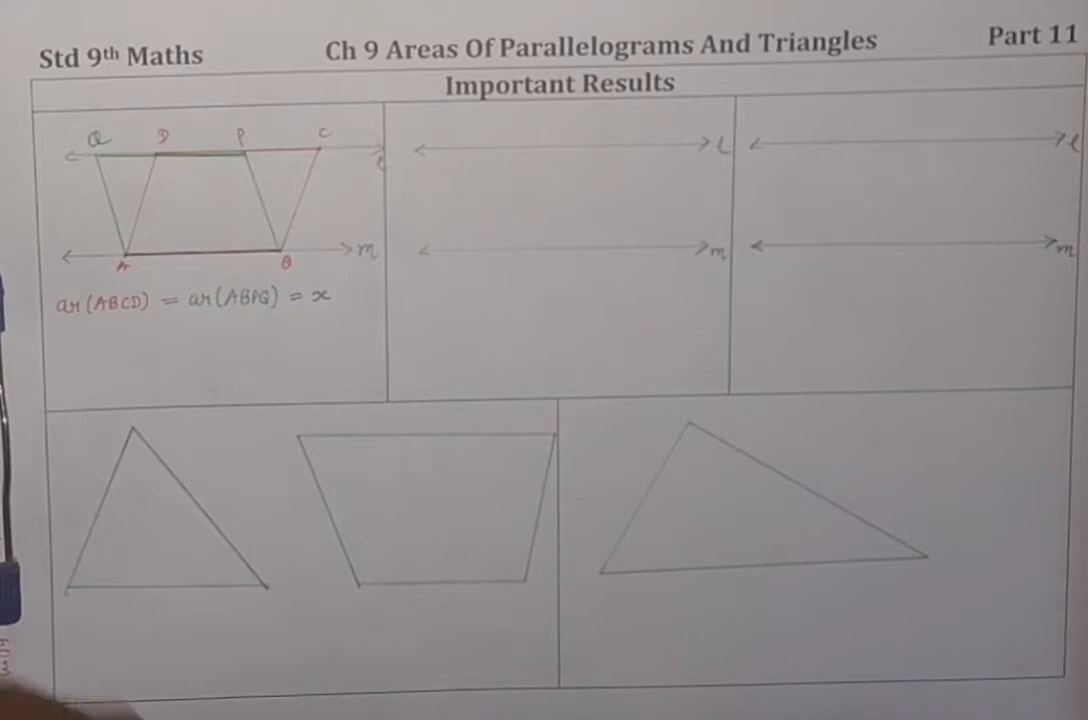 Std 9th Maths Ch 9 Areas Of Parallelograms And Triangles Part 11
Important Results
Q D P C
l
A B m
ar(ABCD) = ar(ABPQ) = x
l
m
l
m